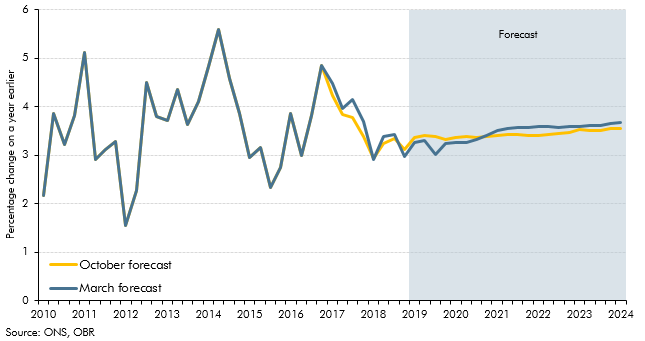 6
Forecast
5
4
3
2
1
0
Percentage change on a year earlier
October forecast
March forecast
2010 2011 2012 2013 2014 2015 2016 2017 2018 2019 2020 2021 2022 2023 2024
Source: ONS, OBR